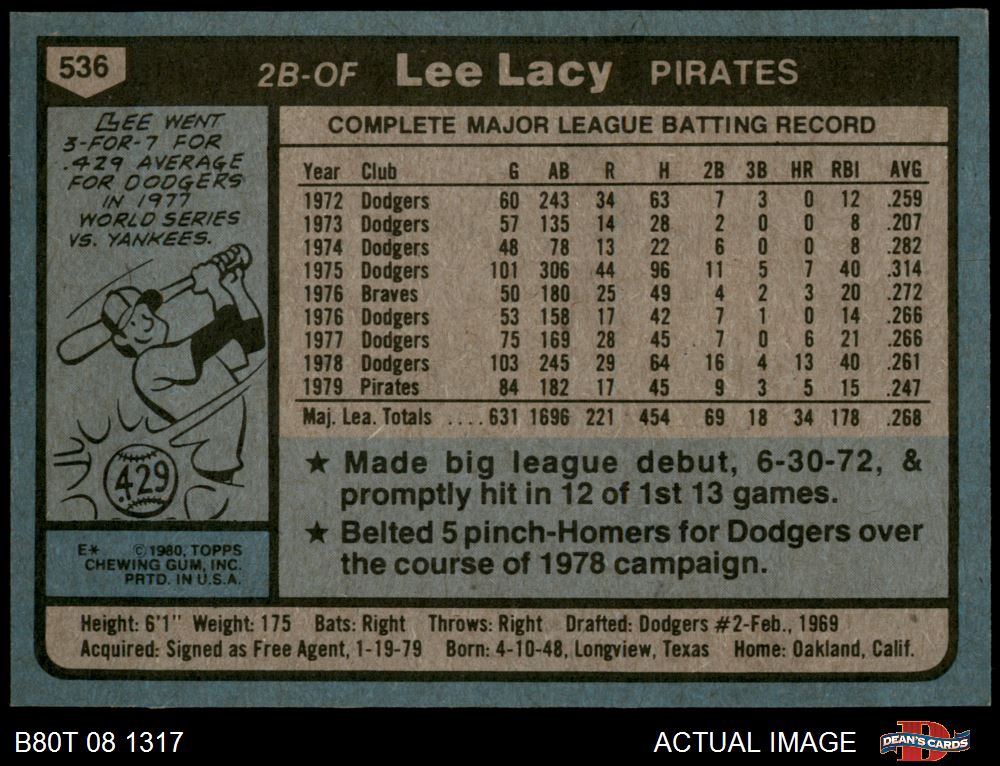 536
2B-OF Lee Lacy PIRATES
LEE WENT
3-FOR-7 FOR
.429 AVERAGE
FOR DODGERS
IN 1977
WORLD SERIES
VS. YANKEES.
.429
COMPLETE MAJOR LEAGUE BATTING RECORD
Year Club G AB R H 2B 3B HR RBI AVG
1972 Dodgers 60 243 34 63 7 3 0 12 .259
1973 Dodgers 57 135 14 28 2 0 0 8 .207
1974 Dodgers 48 78 13 22 6 0 0 8 .282
1975 Dodgers 101 306 44 96 11 5 7 40 .314
1976 Braves 50 180 25 49 4 2 3 20 .272
1976 Dodgers 53 158 17 42 7 1 0 14 .266
1977 Dodgers 75 169 28 45 7 0 6 21 .266
1978 Dodgers 103 245 29 64 16 4 13 40 .261
1979 Pirates 84 182 17 45 9 3 5 15 .247
Maj. Lea. Totals ....631 1696 221 454 69 18 34 178 .268
★ Made big league debut, 6-30-72, &
promptly hit in 12 of 1st 13 games.
★ Belted 5 pinch-Homers for Dodgers over
the course of 1978 campaign.
E* ©1980, TOPPS
CHEWING GUM, INC.
PRTD. IN U.S.A.
Height: 6'1" Weight: 175 Bats: Right Throws: Right Drafted: Dodgers #2-Feb., 1969
Acquired: Signed as Free Agent, 1-19-79 Born: 4-10-48, Longview, Texas Home: Oakland, Calif.
B80T 08 1317
ACTUAL IMAGE
D
DEAN'S CARDS